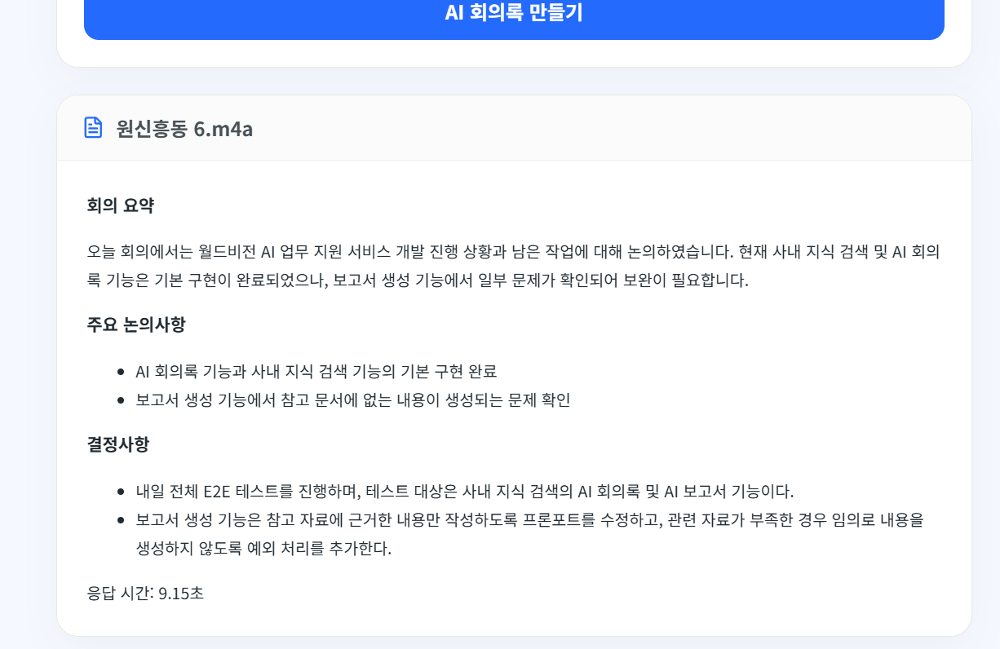 AI 회의록 만들기
원신흥동 6.m4a
회의 요약
오늘 회의에서는 월드비전 AI 업무 지원 서비스 개발 진행 상황과 남은 작업에 대해 논의하였습니다. 현재 사내 지식 검색 및 AI 회의
록 기능은 기본 구현이 완료되었으나, 보고서 생성 기능에서 일부 문제가 확인되어 보완이 필요합니다.
주요 논의사항
• AI 회의록 기능과 사내 지식 검색 기능의 기본 구현 완료
• 보고서 생성 기능에서 참고 문서에 없는 내용이 생성되는 문제 확인
결정사항
• 내일 전체 E2E 테스트를 진행하며, 테스트 대상은 사내 지식 검색의 AI 회의록 및 AI 보고서 기능이다.
• 보고서 생성 기능은 참고 자료에 근거한 내용만 작성하도록 프론포트를 수정하고, 관련 자료가 부족한 경우 임의로 내용을
생성하지 않도록 예외 처리를 추가한다.
응답 시간: 9.15초